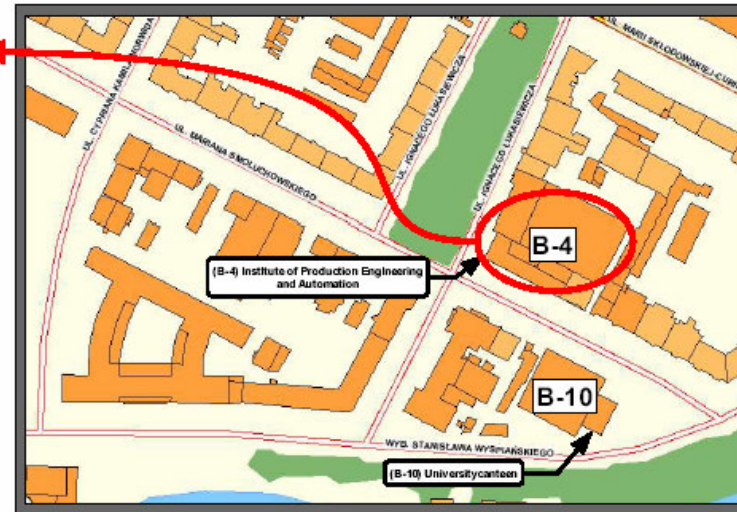 UL. MARII SKŁODOWSKIEJ-CURIE
UL. CYPRIANA KAMILA NORWIDA
UL. IGNACEGO ŁUKASIEWICZA
UL. IGNACEGO ŁUKASIEWICZA
UL. MARIANA SMOLUCHOWSKIEGO
B-4
(B-4) Institute of Production Engineering
and Automation
B-10
WYB. STANISŁAWA WYSPIAŃSKIEGO
(B-10) Universitycanteen